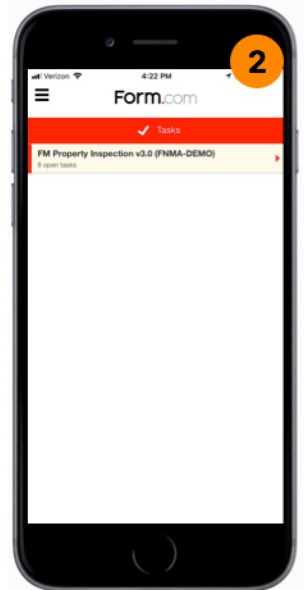 2
Verizon 4:22 PM
Form.com
Tasks
FM Property Inspection v3.0 (FNMA-DEMO)
8 open tasks